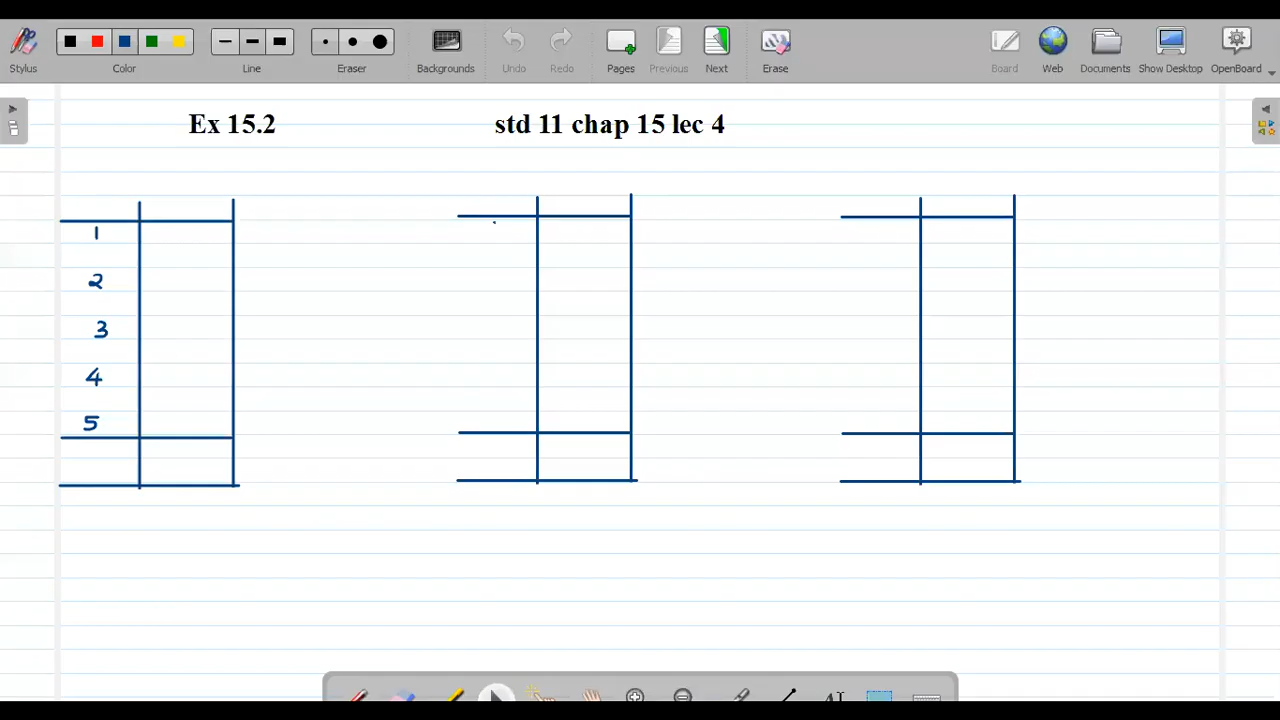 Stylus Color Line Eraser Backgrounds Undo Redo Pages Previous Next Erase Board Web Documents Show Desktop OpenBoard
Ex 15.2 std 11 chap 15 lec 4
1
2
3
4
5